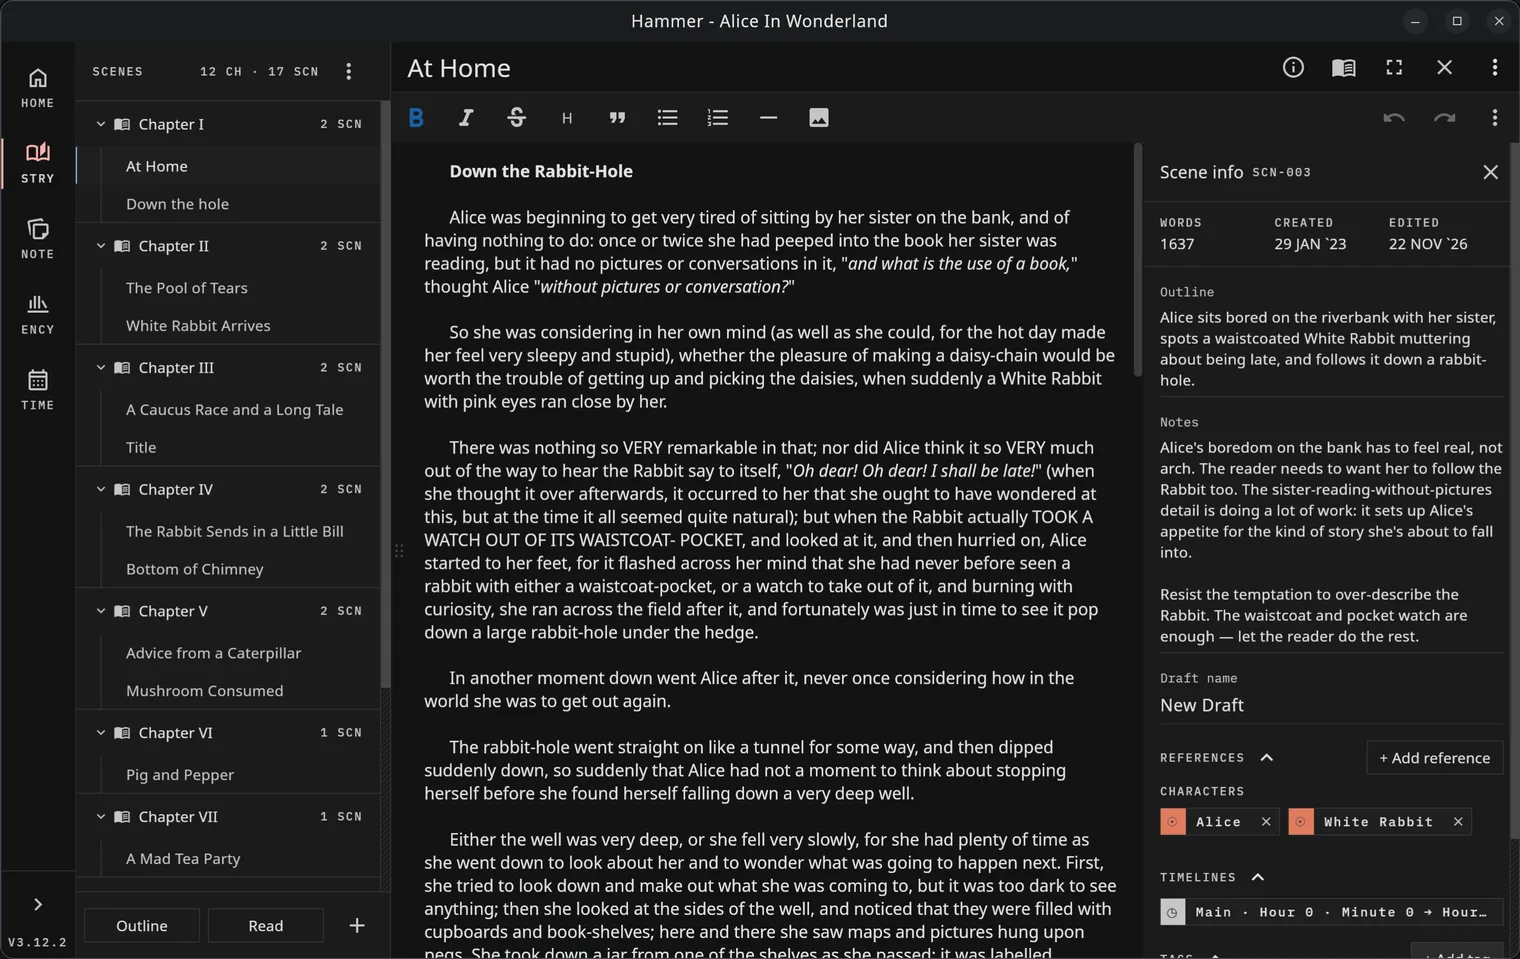 Hammer - Alice In Wonderland
HOME
STRY
NOTE
ENCY
TIME
V3.12.2
SCENES 12 CH · 17 SCN
Chapter I 2 SCN
At Home
Down the hole
Chapter II 2 SCN
The Pool of Tears
White Rabbit Arrives
Chapter III 2 SCN
A Caucus Race and a Long Tale
Title
Chapter IV 2 SCN
The Rabbit Sends in a Little Bill
Bottom of Chimney
Chapter V 2 SCN
Advice from a Caterpillar
Mushroom Consumed
Chapter VI 1 SCN
Pig and Pepper
Chapter VII 1 SCN
A Mad Tea Party
Outline Read +
At Home
B I S H
Down the Rabbit-Hole
Alice was beginning to get very tired of sitting by her sister on the bank, and of
having nothing to do: once or twice she had peeped into the book her sister was
reading, but it had no pictures or conversations in it, "and what is the use of a book,"
thought Alice "without pictures or conversation?"
So she was considering in her own mind (as well as she could, for the hot day made
her feel very sleepy and stupid), whether the pleasure of making a daisy-chain would be
worth the trouble of getting up and picking the daisies, when suddenly a White Rabbit
with pink eyes ran close by her.
There was nothing so VERY remarkable in that; nor did Alice think it so VERY much
out of the way to hear the Rabbit say to itself, "Oh dear! Oh dear! I shall be late!" (when
she thought it over afterwards, it occurred to her that she ought to have wondered at
this, but at the time it all seemed quite natural); but when the Rabbit actually TOOK A
WATCH OUT OF ITS WAISTCOAT- POCKET, and looked at it, and then hurried on, Alice
started to her feet, for it flashed across her mind that she had never before seen a
rabbit with either a waistcoat-pocket, or a watch to take out of it, and burning with
curiosity, she ran across the field after it, and fortunately was just in time to see it pop
down a large rabbit-hole under the hedge.
In another moment down went Alice after it, never once considering how in the
world she was to get out again.
The rabbit-hole went straight on like a tunnel for some way, and then dipped
suddenly down, so suddenly that Alice had not a moment to think about stopping
herself before she found herself falling down a very deep well.
Either the well was very deep, or she fell very slowly, for she had plenty of time as
she went down to look about her and to wonder what was going to happen next. First,
she tried to look down and make out what she was coming to, but it was too dark to see
anything; then she looked at the sides of the well, and noticed that they were filled with
cupboards and book-shelves; here and there she saw maps and pictures hung upon
pegs. She took down a jar from one of the shelves as she passed; it was labelled
Scene info SCN-003
WORDS CREATED EDITED
1637 29 JAN `23 22 NOV `26
Outline
Alice sits bored on the riverbank with her sister,
spots a waistcoated White Rabbit muttering
about being late, and follows it down a rabbit-
hole.
Notes
Alice's boredom on the bank has to feel real, not
arch. The reader needs to want her to follow the
Rabbit too. The sister-reading-without-pictures
detail is doing a lot of work: it sets up Alice's
appetite for the kind of story she's about to fall
into.
Resist the temptation to over-describe the
Rabbit. The waistcoat and pocket watch are
enough — let the reader do the rest.
Draft name
New Draft
REFERENCES + Add reference
CHARACTERS
Alice White Rabbit
TIMELINES
Main · Hour 0 · Minute 0 → Hour…
TAGS + Add tag